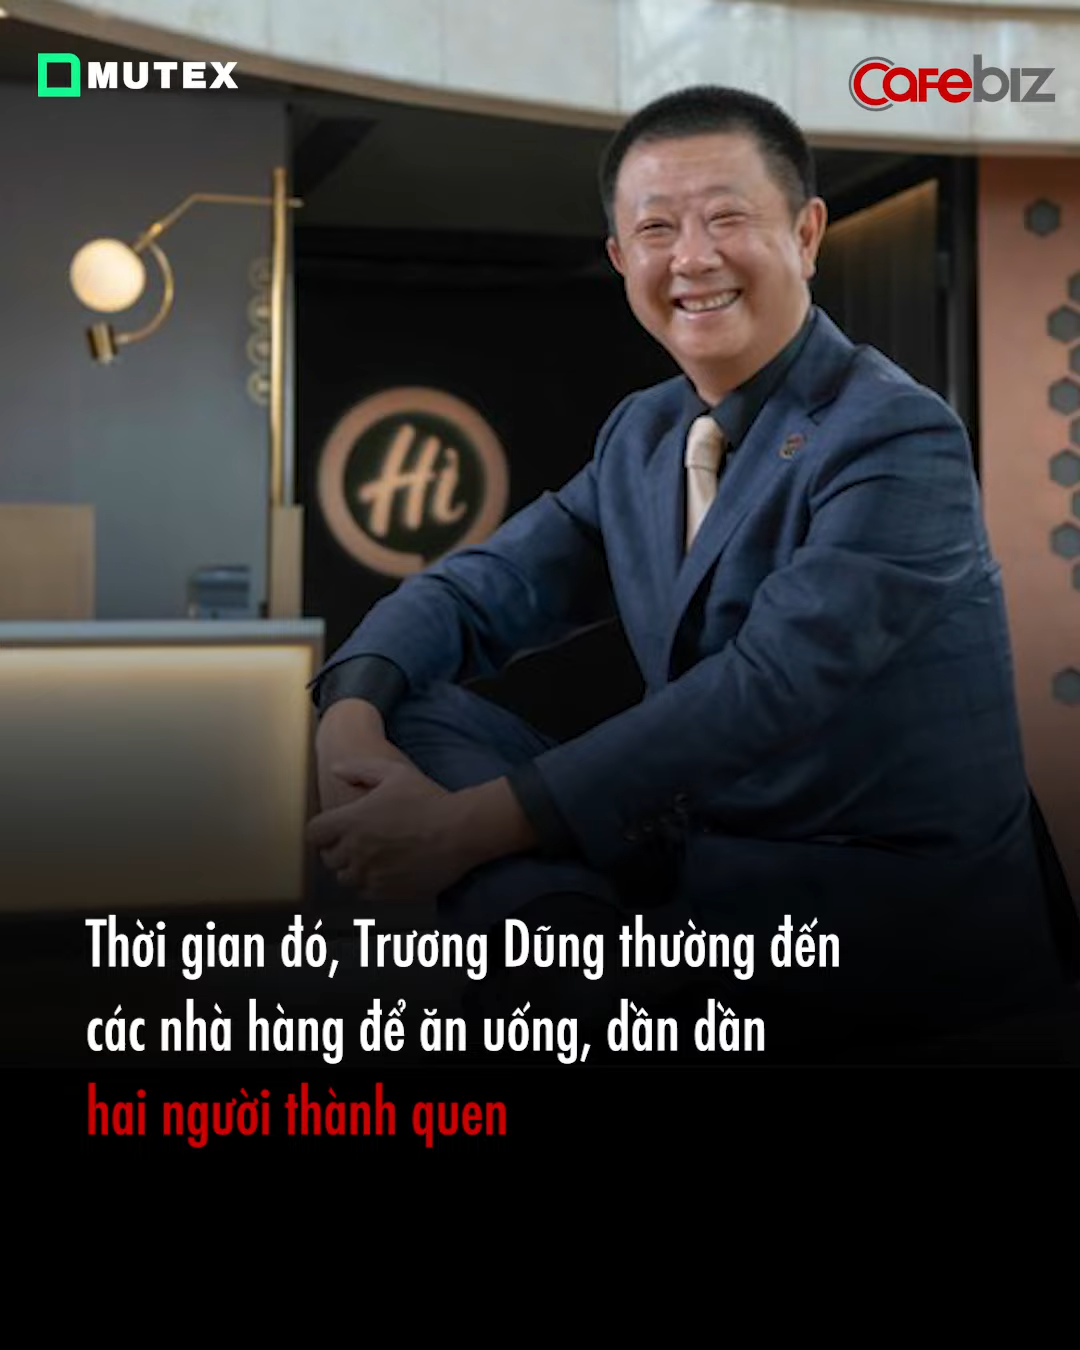 MUTEX
CafeBIZ
Hi
Thời gian đó, Trương Dũng thường đến
các nhà hàng để ăn uống, dần dần
hai người thành quen